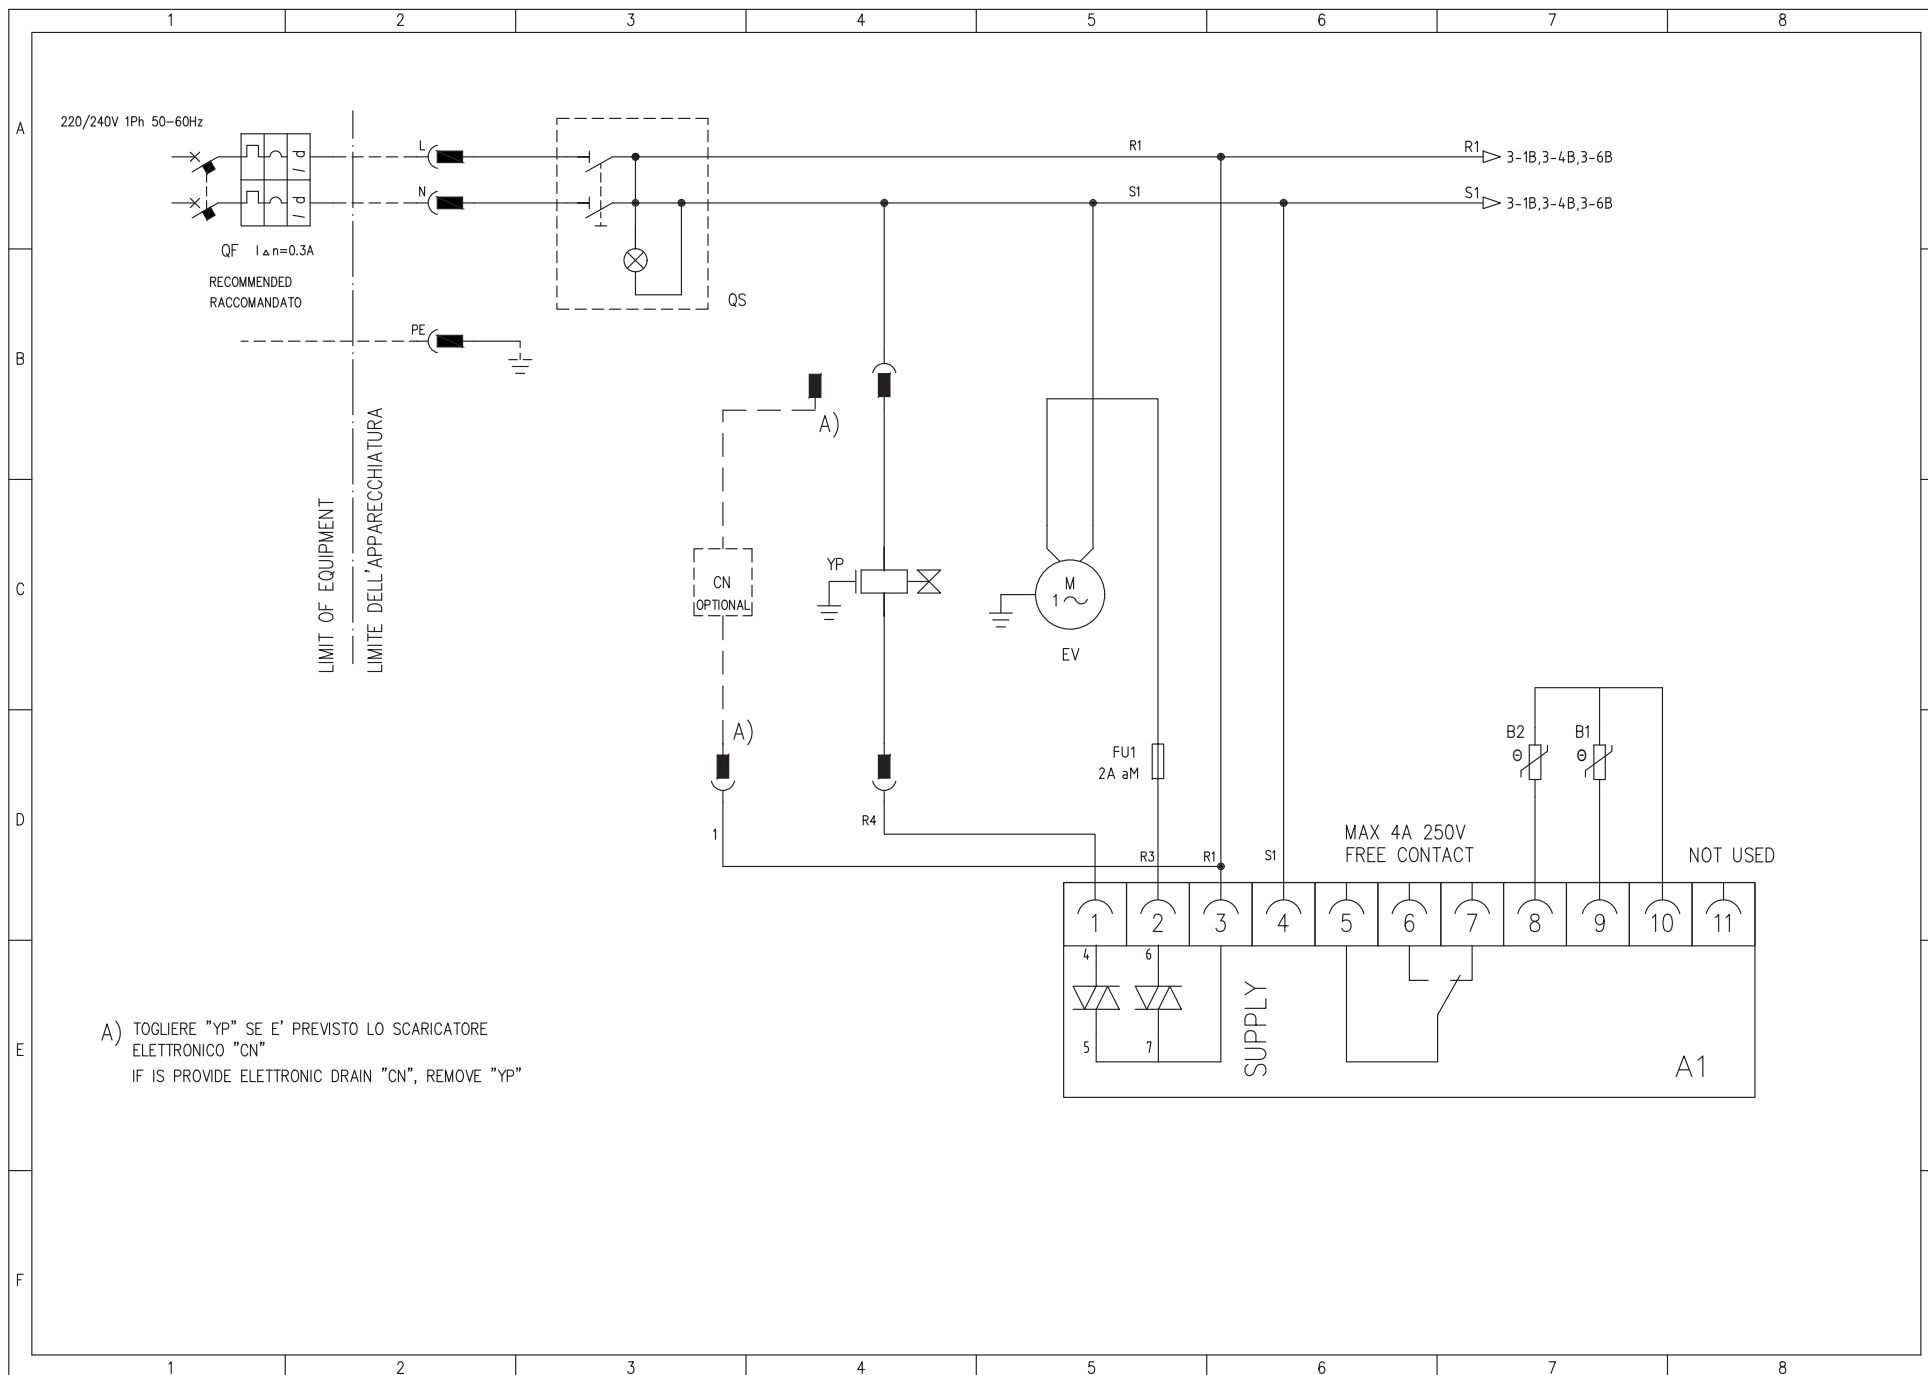 1 2 3 4 5 6 7 8
A
220/240V 1Ph 50-60Hz
I d
I d
L
N
R1
S1
R1 3-1B,3-4B,3-6B
S1 3-1B,3-4B,3-6B
QF I△n=0.3A
RECOMMENDED
RACCOMANDATO
QS
B
PE
A)
LIMIT OF EQUIPMENT
LIMITE DELL'APPARECCHIATURA
C
CN
OPTIONAL
YP
M
1~
EV
A)
FU1
2A aM
B2
Θ
B1
Θ
D
1
R4
R3
R1
S1
MAX 4A 250V
FREE CONTACT
NOT USED
1 2 3 4 5 6 7 8 9 10 11
4 6
5 7
SUPPLY
A1
E
A) TOGLIERE "YP" SE E' PREVISTO LO SCARICATORE
ELETTRONICO "CN"
IF IS PROVIDE ELETTRONIC DRAIN "CN", REMOVE "YP"
F
1 2 3 4 5 6 7 8